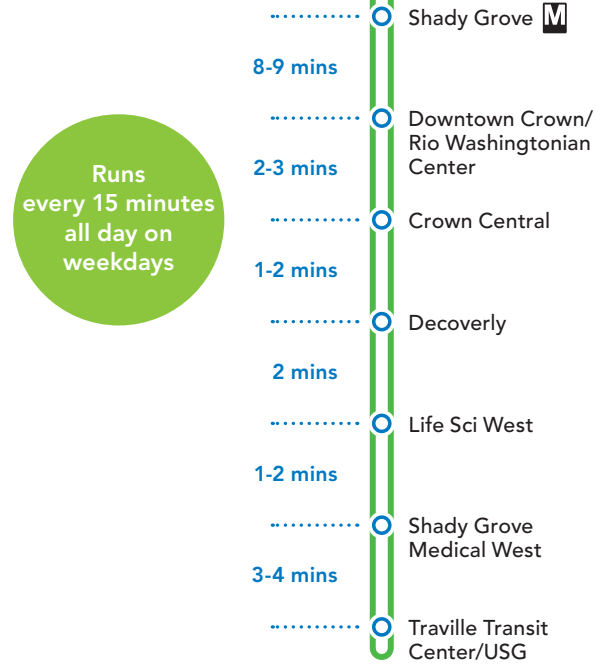 Shady Grove M
8-9 mins
Downtown Crown/
Rio Washingtonian
Center
Runs
every 15 minutes
all day on
weekdays
2-3 mins
Crown Central
1-2 mins
Decoverly
2 mins
Life Sci West
1-2 mins
Shady Grove
Medical West
3-4 mins
Traville Transit
Center/USG